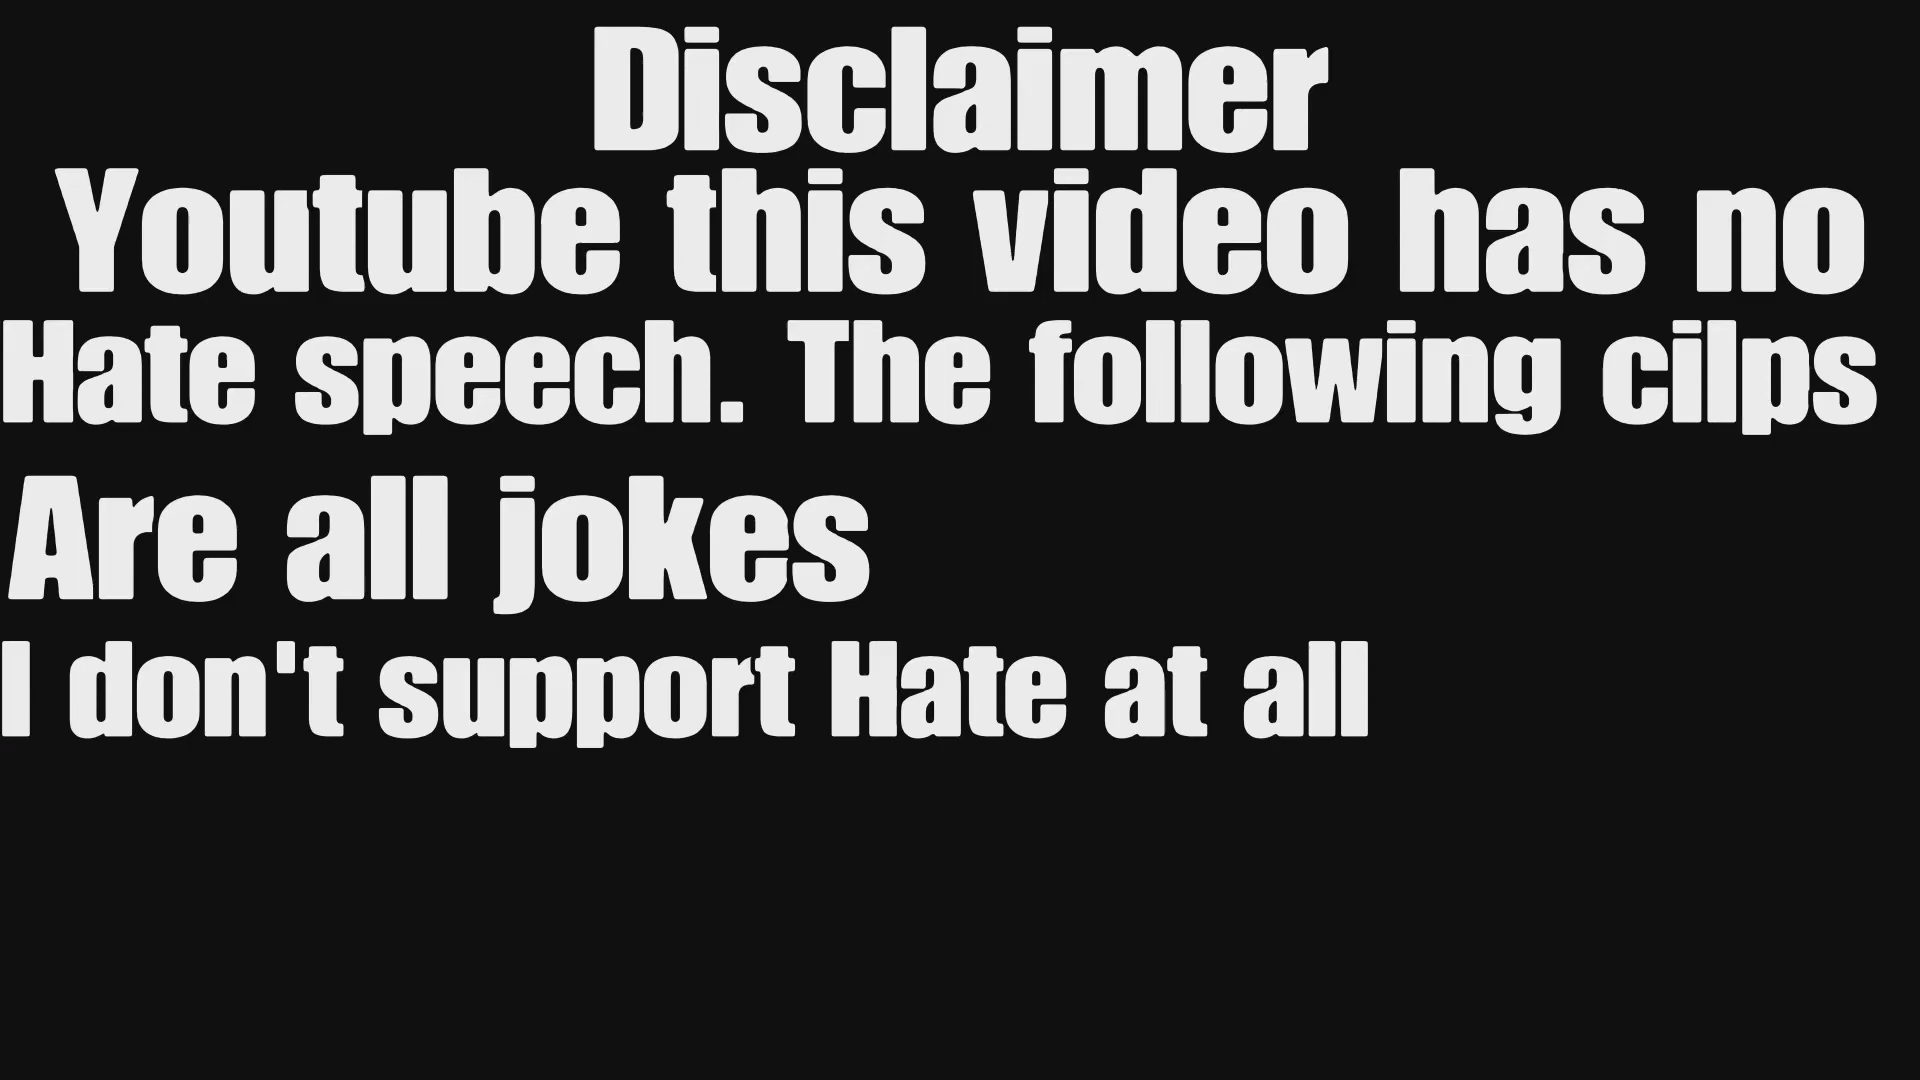 Disclaimer
Youtube this video has no
Hate speech. The following cilps
Are all jokes
I don't support Hate at all